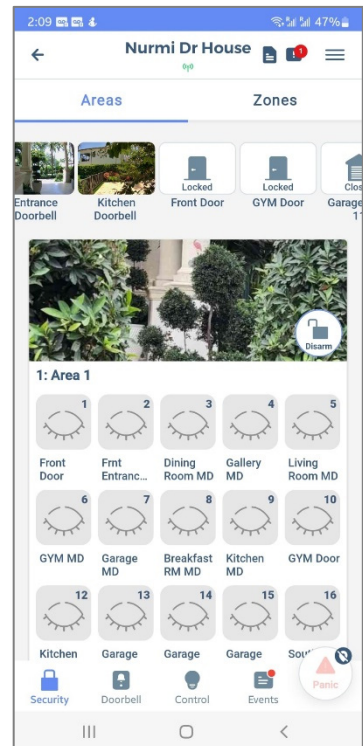 2:09 47%
Nurmi Dr House
Areas Zones
Locked Locked Clos
Entrance Doorbell
Kitchen Doorbell
Front Door
GYM Door
Garage 1
Disarm
1: Area 1
1 2 3 4 5
Front Door
Frnt Entranc...
Dining Room MD
Gallery MD
Living Room MD
6 7 8 9 10
GYM MD
Garage MD
Breakfast RM MD
Kitchen MD
GYM Door
12 13 14 15 16
Kitchen Garage Garage Garage
Panic
Security Doorbell Control Events